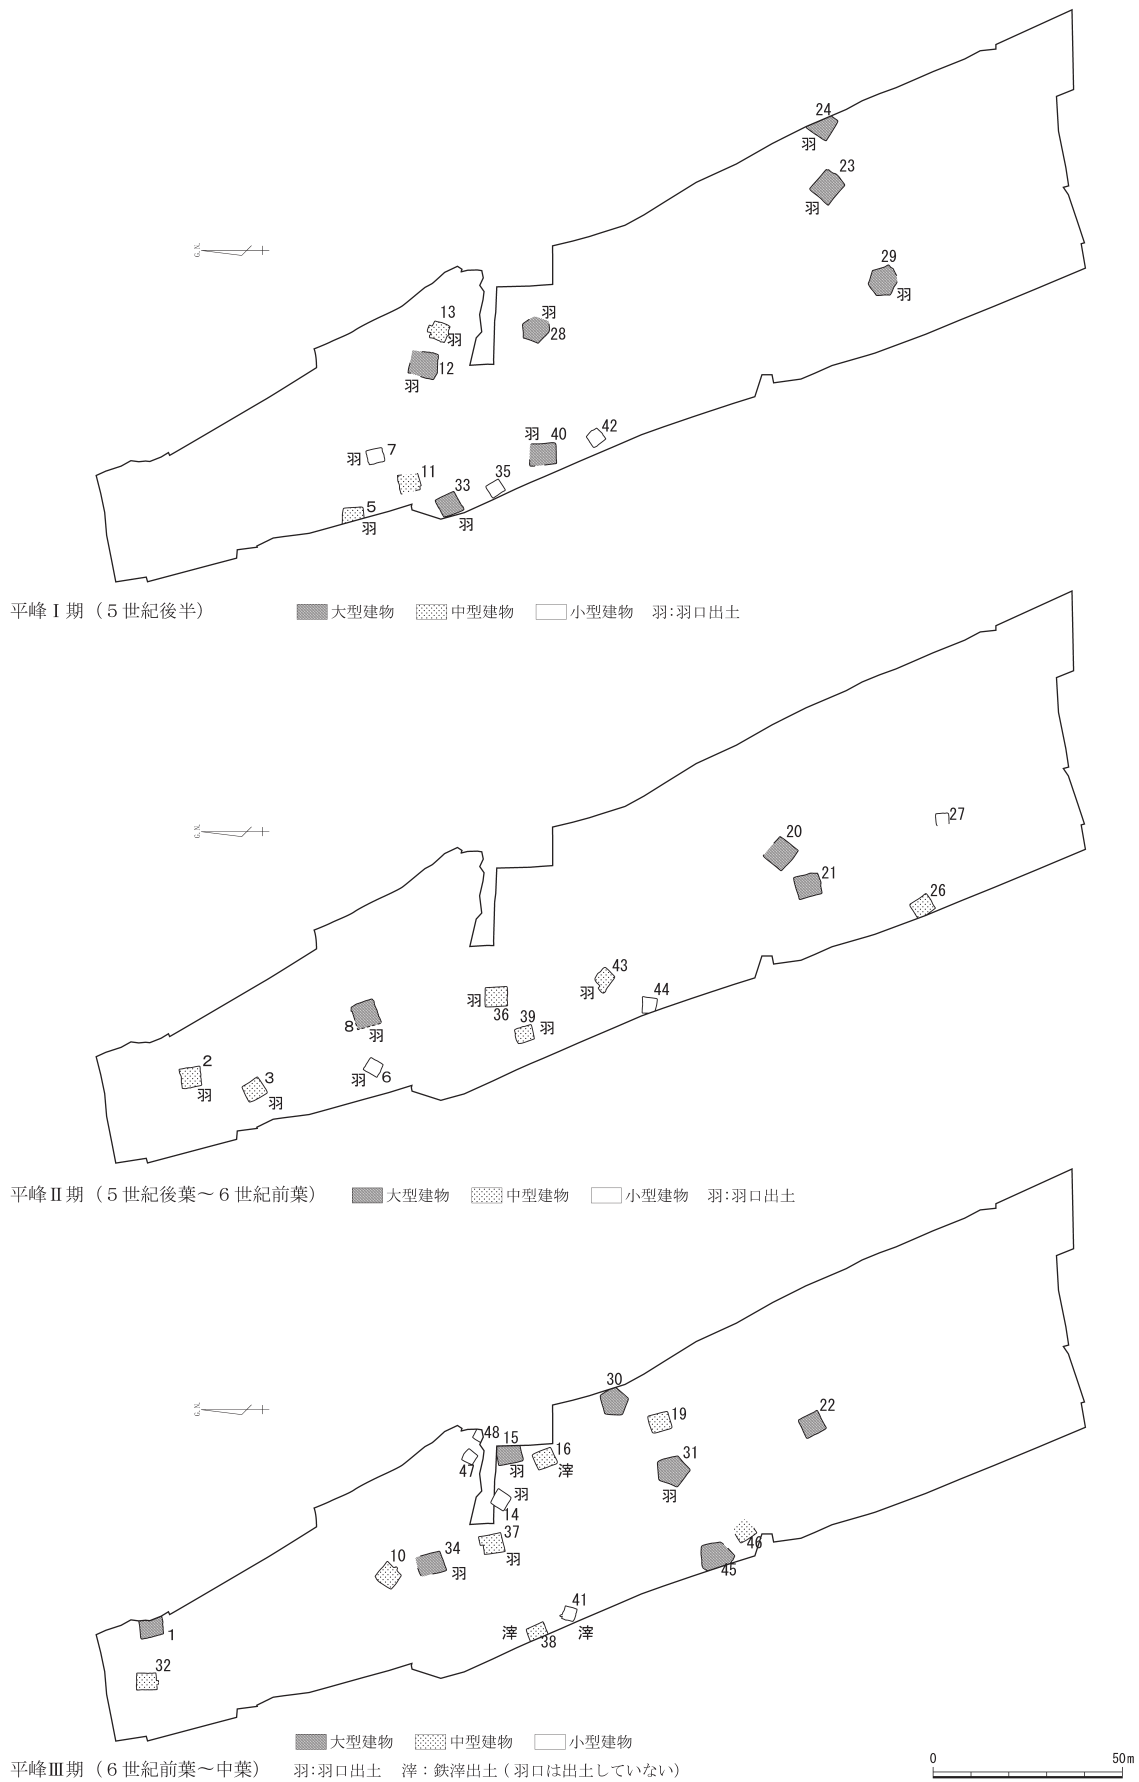 24
羽
23
羽
29
羽
G.N.
13
羽
羽
28
12
羽
羽
7
羽
40
42
11
35
33
羽
5
羽
平峰Ⅰ期（５世紀後半） 大型建物 中型建物 小型建物 羽：羽口出土
27
G.N.
20
21
26
43
羽
44
羽
36
39
羽
8
羽
2
羽
3
羽
羽
6
平峰Ⅱ期（５世紀後葉～６世紀前葉） 大型建物 中型建物 小型建物 羽：羽口出土
30
G.N.
19
22
48
15
16
47
羽
滓
31
羽
羽
14
37
羽
10
34
羽
46
45
41
滓
38
滓
1
32
大型建物 中型建物 小型建物
平峰Ⅲ期（６世紀前葉～中葉） 羽：羽口出土 滓：鉄滓出土（羽口は出土していない）
0 50m